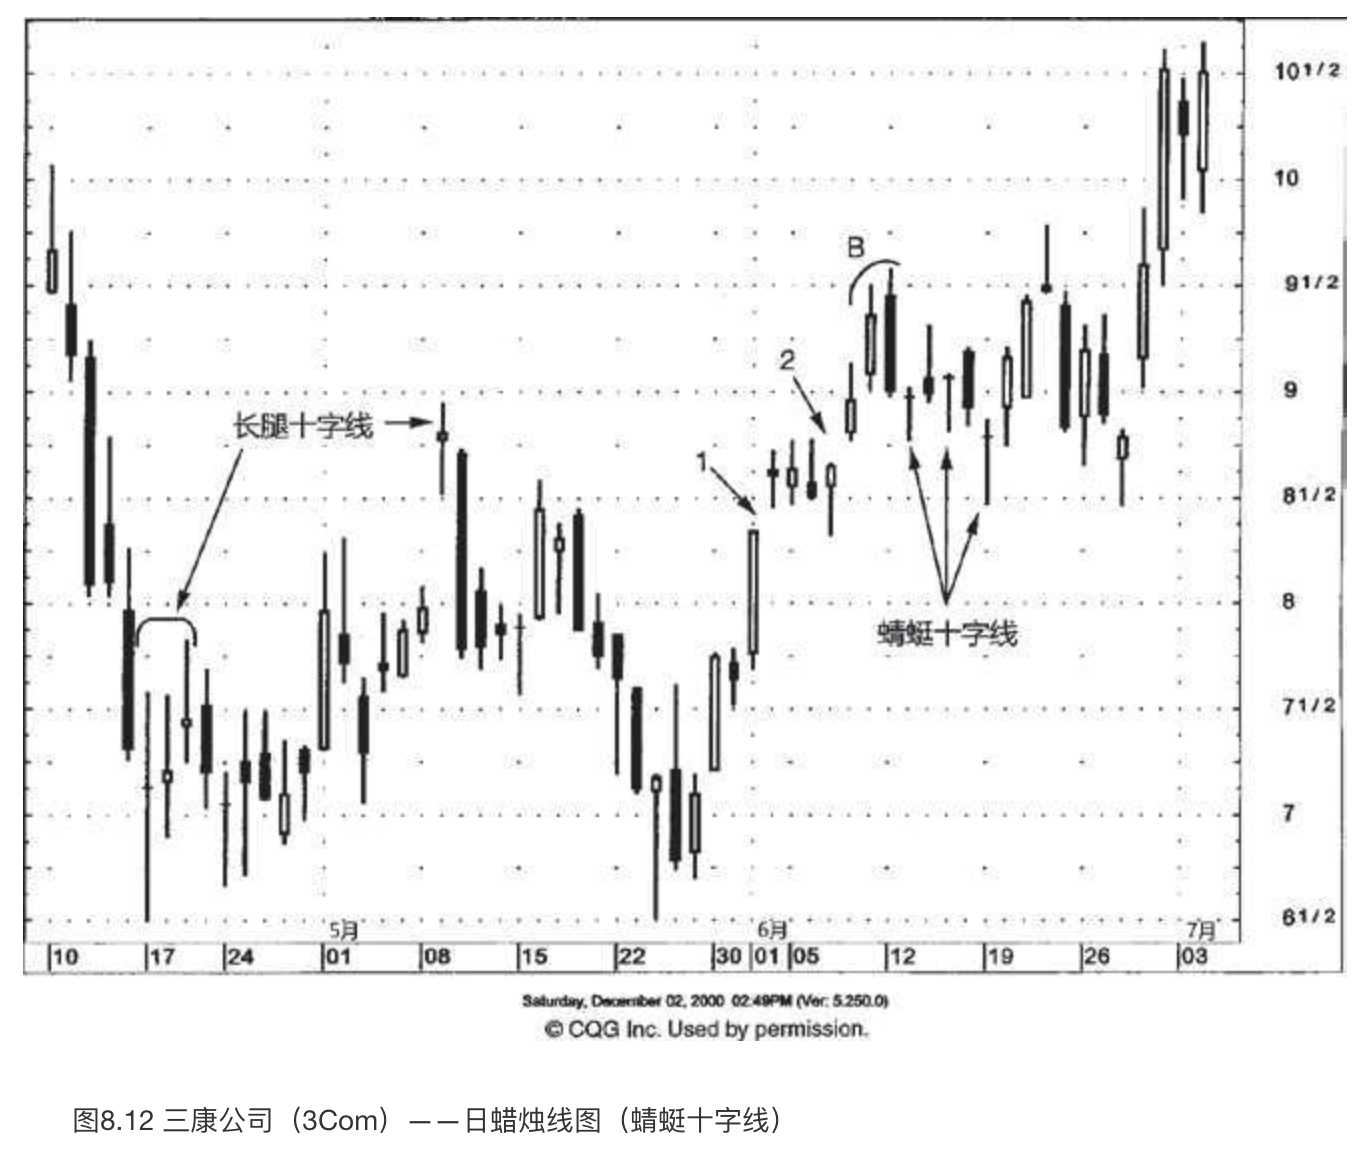 101/2
10
91/2
B
9
2
长腿十字线
1
81/2
8
蜻蜓十字线
71/2
7
61/2
5月 6月 7月
10 17 24 01 08 15 22 30 01 05 12 19 26 03
Saturday, December 02, 2000 02:49PM (Ver: 5.250.0)
© CQG Inc. Used by permission.
图8.12 三康公司（3Com）——日蜡烛线图（蜻蜓十字线）